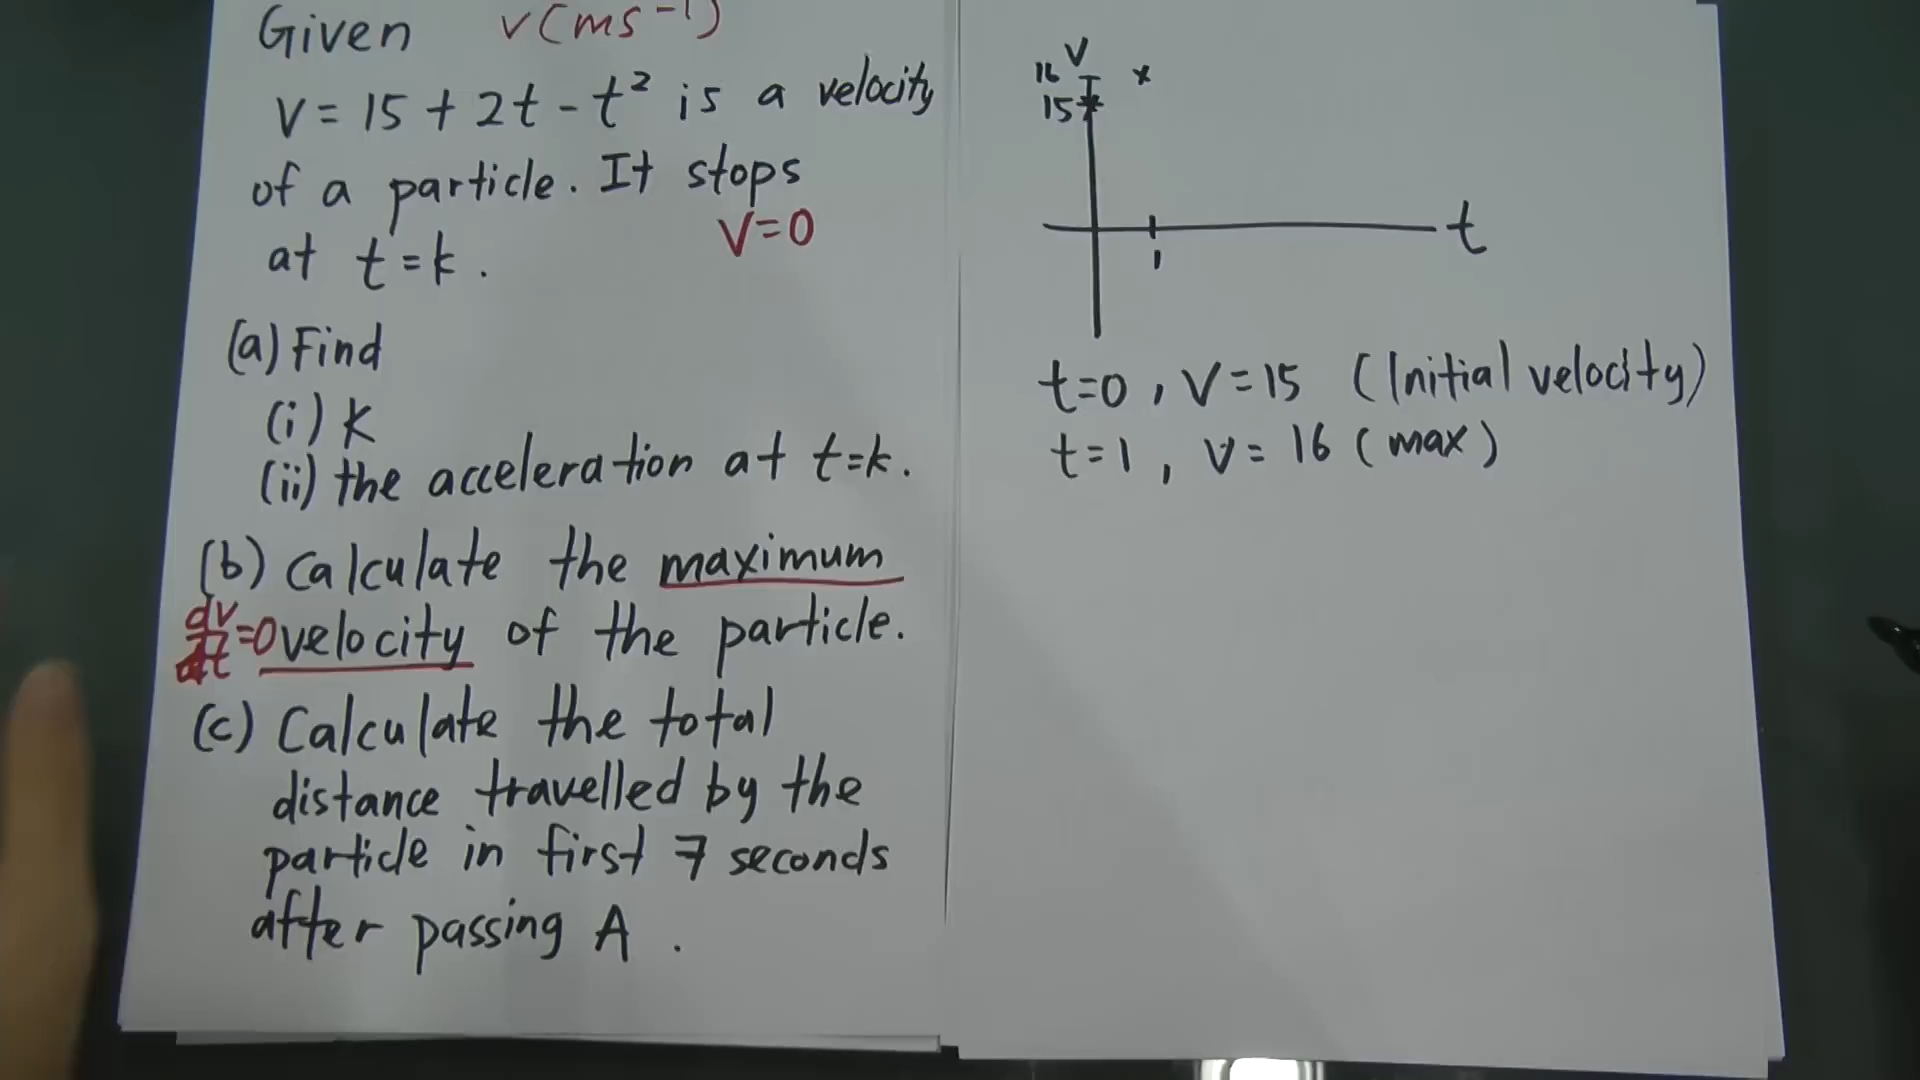 Given v(ms⁻¹)
v = 15 + 2t - t² is a velocity
of a particle. It stops
v=0
at t=k.
(a) Find
(i) k
(ii) the acceleration at t=k.
(b) Calculate the maximum
dv/dt=0 velocity of the particle.
(c) Calculate the total
distance travelled by the
particle in first 7 seconds
after passing A.
v
16 x
15
t
1
t=0, v=15 (Initial velocity)
t=1, v=16 (max)